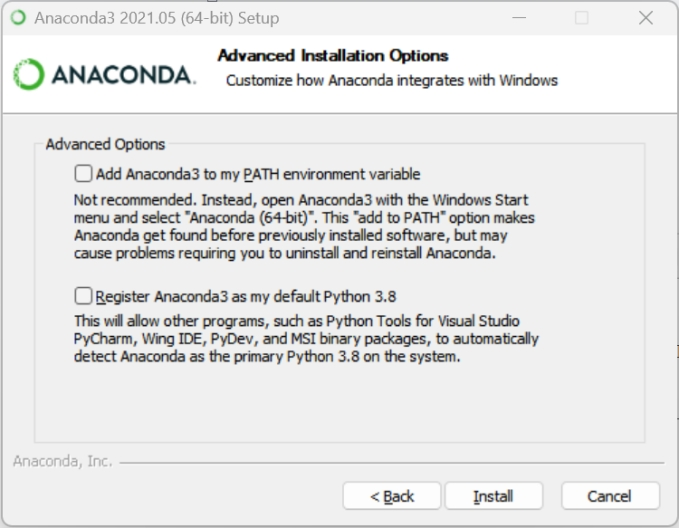 Anaconda3 2021.05 (64-bit) Setup
ANACONDA.
Advanced Installation Options
Customize how Anaconda integrates with Windows
Advanced Options
Add Anaconda3 to my PATH environment variable
Not recommended. Instead, open Anaconda3 with the Windows Start
menu and select "Anaconda (64-bit)". This "add to PATH" option makes
Anaconda get found before previously installed software, but may
cause problems requiring you to uninstall and reinstall Anaconda.
Register Anaconda3 as my default Python 3.8
This will allow other programs, such as Python Tools for Visual Studio
PyCharm, Wing IDE, PyDev, and MSI binary packages, to automatically
detect Anaconda as the primary Python 3.8 on the system.
Anaconda, Inc.
< Back
Install
Cancel